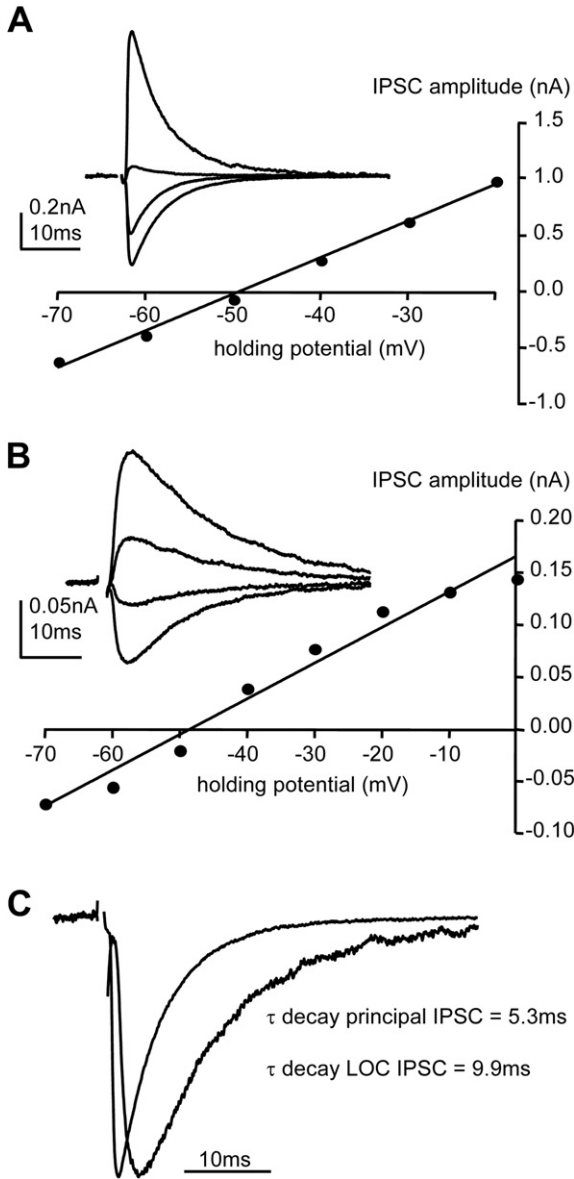 A
IPSC amplitude (nA)
1.5
1.0
0.5
0.0
-0.5
-1.0
0.2nA
10ms
-70 -60 -50 -40 -30
holding potential (mV)
B
IPSC amplitude (nA)
0.20
0.15
0.10
0.05
0.00
-0.05
-0.10
0.05nA
10ms
-70 -60 -50 -40 -30 -20 -10
holding potential (mV)
C
τ decay principal IPSC = 5.3ms
τ decay LOC IPSC = 9.9ms
10ms